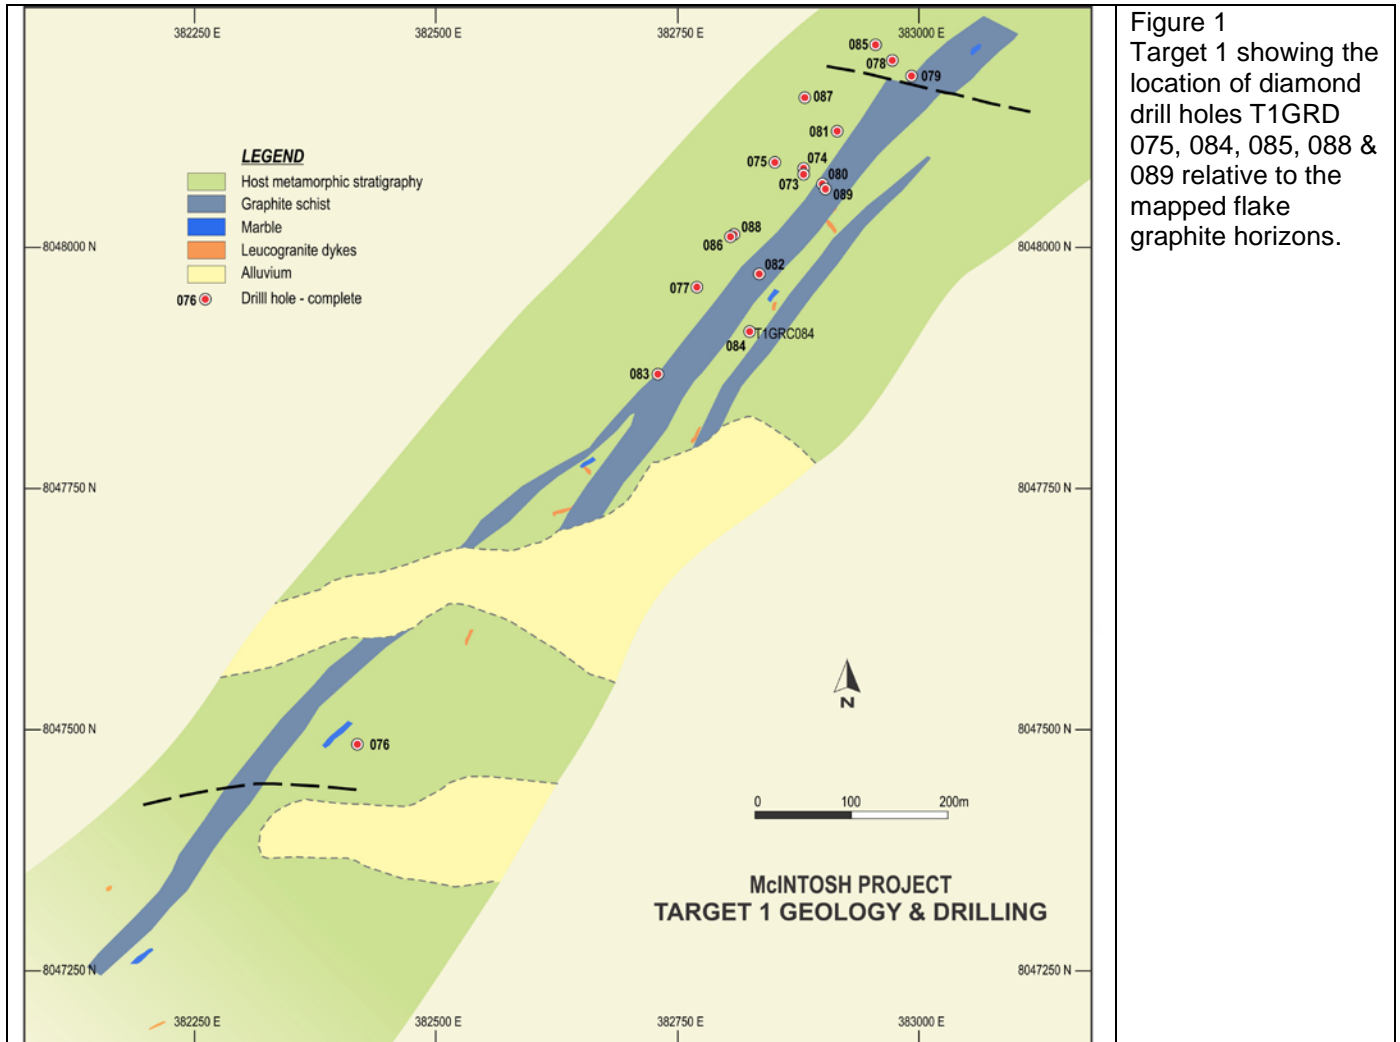 382250 E
382500 E
382750 E
383000 E
085
078
079
087
081
075
074
073
080
089
088
086
082
077
T1GRC084
084
083
LEGEND
Host metamorphic stratigraphy
Graphite schist
Marble
Leucogranite dykes
Alluvium
076
Drilll hole - complete
8048000 N
8048000 N
8047750 N
8047750 N
8047500 N
8047500 N
076
N
0 100 200m
McINTOSH PROJECT
TARGET 1 GEOLOGY & DRILLING
8047250 N
8047250 N
382250 E
382500 E
382750 E
383000 E
Figure 1
Target 1 showing the
location of diamond
drill holes T1GRD
075, 084, 085, 088 &
089 relative to the
mapped flake
graphite horizons.